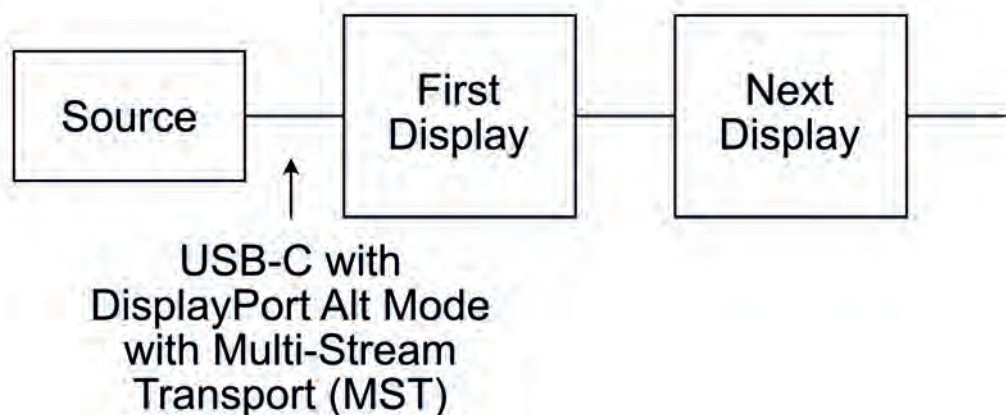 Source
First
Display
Next
Display
USB-C with
DisplayPort Alt Mode
with Multi-Stream
Transport (MST)